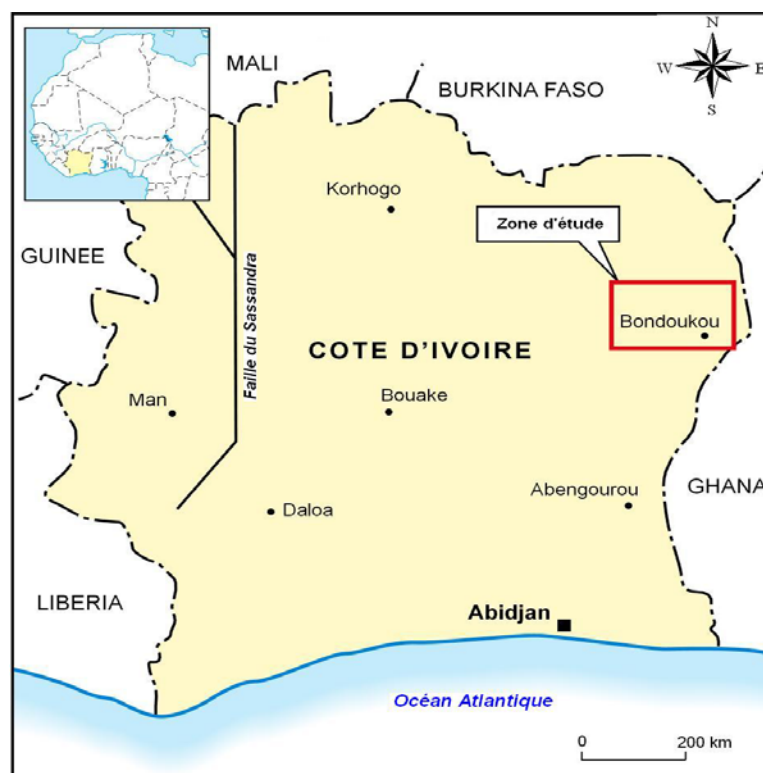 N
MALI
W
E
BURKINA FASO
S
Korhogo
Zone d'étude
GUINEE
Faille du Sassandra
Bondoukou
COTE D'IVOIRE
Man
Bouake
Abengourou
GHANA
Daloa
LIBERIA
Abidjan
Océan Atlantique
0
200 km